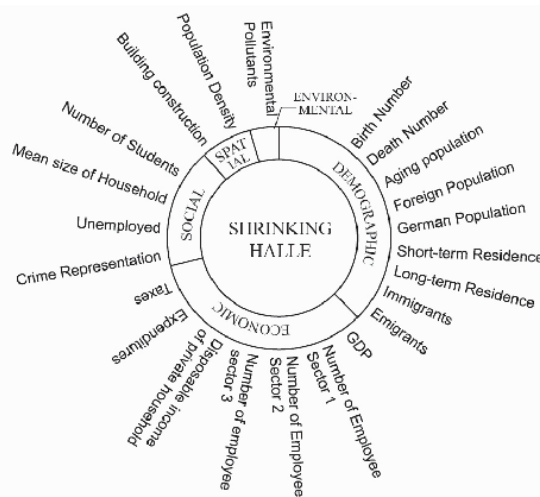 SHRINKING
HALLE
ENVIRON-
MENTAL
DEMOGRAPHIC
ECONOMIC
SOCIAL
SPAT
IAL
Environmental
Pollutants
Birth Number
Death Number
Aging population
Foreign Population
German Population
Short-term Residence
Long-term Residence
Immigrants
Emigrants
GDP
Number of Employee
Sector 1
Number of Employee
Sector 2
Number of employee
sector 3
Disposable income
of private household
Expenditures
Taxes
Crime Representation
Unemployed
Mean size of Household
Number of Students
Building construction
Population Density